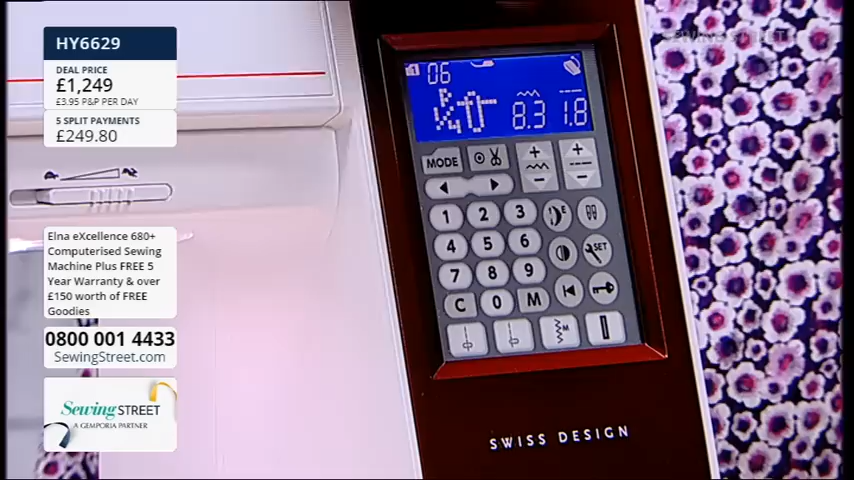 HY6629
DEAL PRICE
£1,249
£3.95 P&P PER DAY
5 SPLIT PAYMENTS
£249.80
Elna eXcellence 680+
Computerised Sewing
Machine Plus FREE 5
Year Warranty & over
£150 worth of FREE
Goodies
0800 001 4433
SewingStreet.com
Sewing STREET
A GEMPORIA PARTNER
SEWING STREET
1 06
8.3 1.8
MODE
1 2 3 E
4 5 6 SET
7 8 9
C 0 M
M
SWISS DESIGN